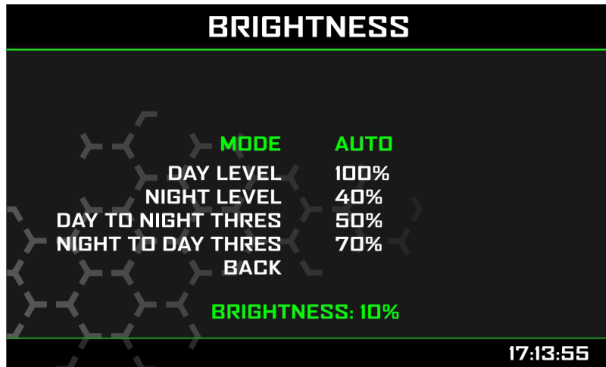 BRIGHTNESS
MODE AUTO
DAY LEVEL 100%
NIGHT LEVEL 40%
DAY TO NIGHT THRES 50%
NIGHT TO DAY THRES 70%
BACK
BRIGHTNESS: 10%
17:13:55